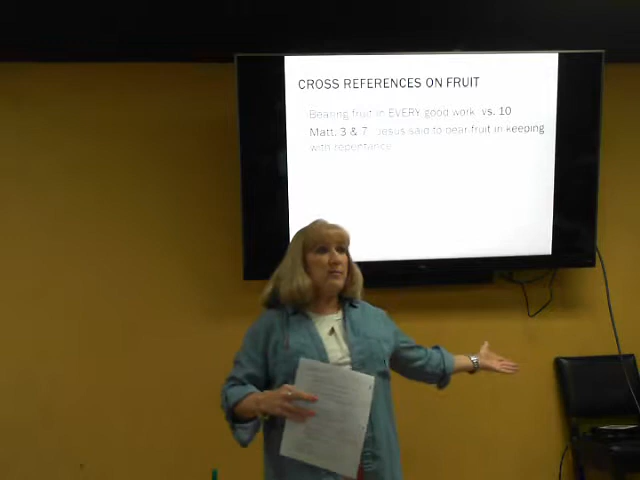 CROSS REFERENCES ON FRUIT
Bearing fruit in EVERY good work vs. 10
Matt. 3 & 7 Jesus said to bear fruit in keeping
with repentance